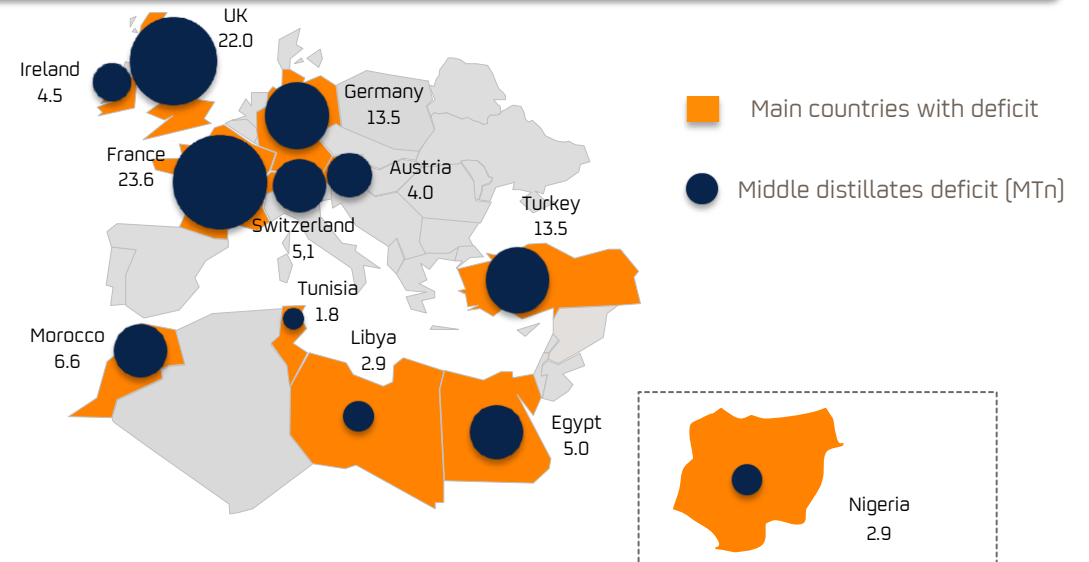 UK
22.0
Ireland
4.5
Germany
13.5
France
23.6
Austria
4.0
Switzerland
5,1
Turkey
13.5
Tunisia
1.8
Morocco
6.6
Libya
2.9
Egypt
5.0
Nigeria
2.9
Main countries with deficit
Middle distillates deficit (MTn)